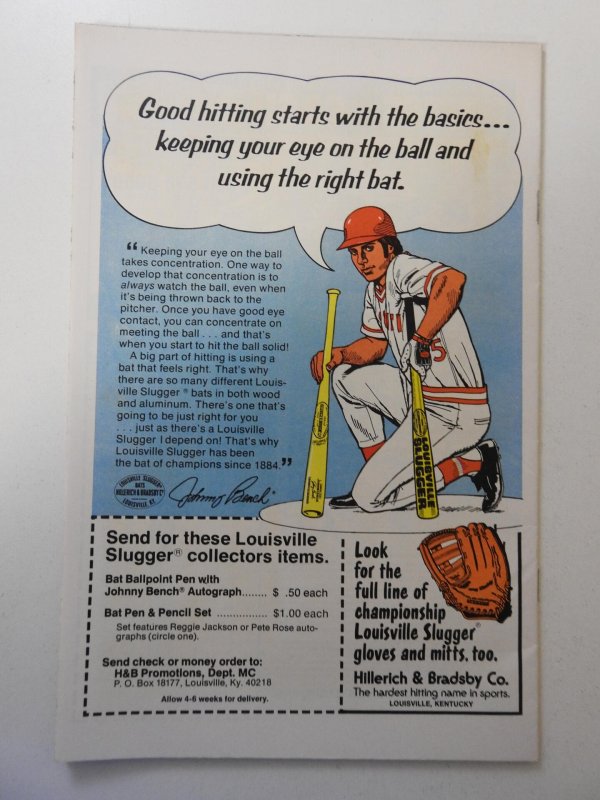 Good hitting starts with the basics...
keeping your eye on the ball and
using the right bat.
“ Keeping your eye on the ball
takes concentration. One way to
develop that concentration is to
always watch the ball, even when
it's being thrown back to the
pitcher. Once you have good eye
contact, you can concentrate on
meeting the ball . . . and that's
when you start to hit the ball solid!
A big part of hitting is using a
bat that feels right. That's why
there are so many different Louis-
ville Slugger ® bats in both wood
and aluminum. There's one that's
going to be just right for you
. . . just as there's a Louisville
Slugger I depend on! That's why
Louisville Slugger has been
the bat of champions since 1884.”
LOUISVILLE SLUGGER
BATS
HILLERICH & BRADSBY Co
LOUISVILLE, KY.
Johnny Bench
5
LOUISVILLE
SLUGGER
Send for these Louisville
Slugger® collectors items.
Bat Ballpoint Pen with
Johnny Bench® Autograph....... $ .50 each
Bat Pen & Pencil Set ................ $1.00 each
Set features Reggie Jackson or Pete Rose auto-
graphs (circle one).
Send check or money order to:
H&B Promotions, Dept. MC
P. O. Box 18177, Louisville, Ky. 40218
Allow 4-6 weeks for delivery.
Look
for the
full line of
championship
Louisville Slugger®
gloves and mitts, too.
Hillerich & Bradsby Co.
The hardest hitting name in sports.
LOUISVILLE, KENTUCKY